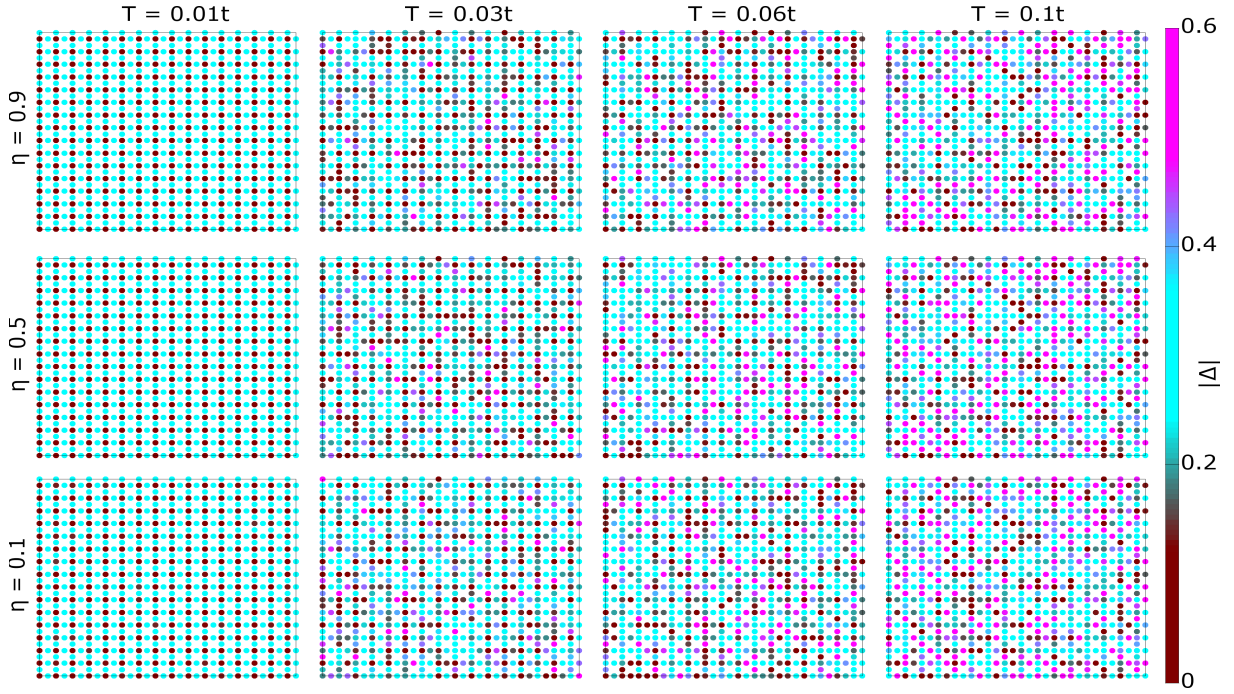 T = 0.01t T = 0.03t T = 0.06t T = 0.1t
0.6
η = 0.9
0.4
η = 0.5
|Δ|
0.2
η = 0.1
0